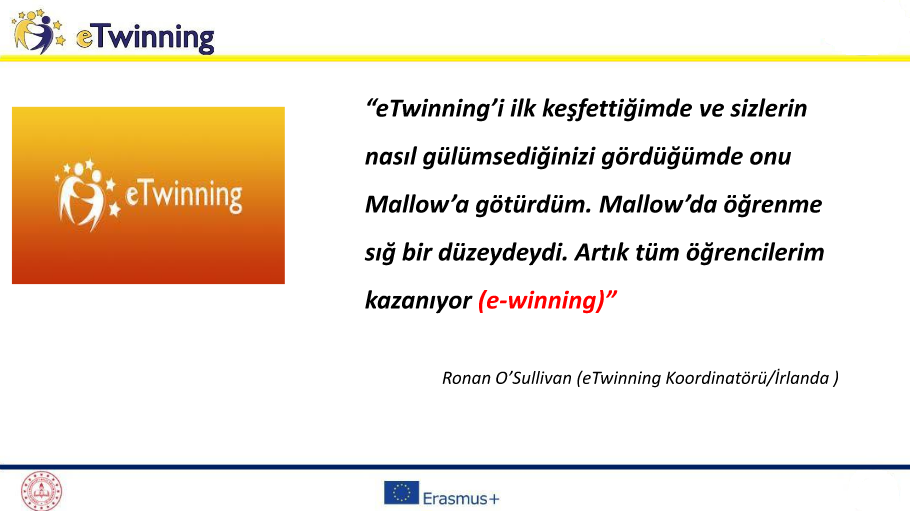 eTwinning
eTwinning
“eTwinning’i ilk keşfettiğimde ve sizlerin
nasıl gülümsediğinizi gördüğümde onu
Mallow’a götürdüm. Mallow’da öğrenme
sığ bir düzeydeydi. Artık tüm öğrencilerim
kazanıyor (e-winning)”
Ronan O’Sullivan (eTwinning Koordinatörü/İrlanda )
Erasmus+